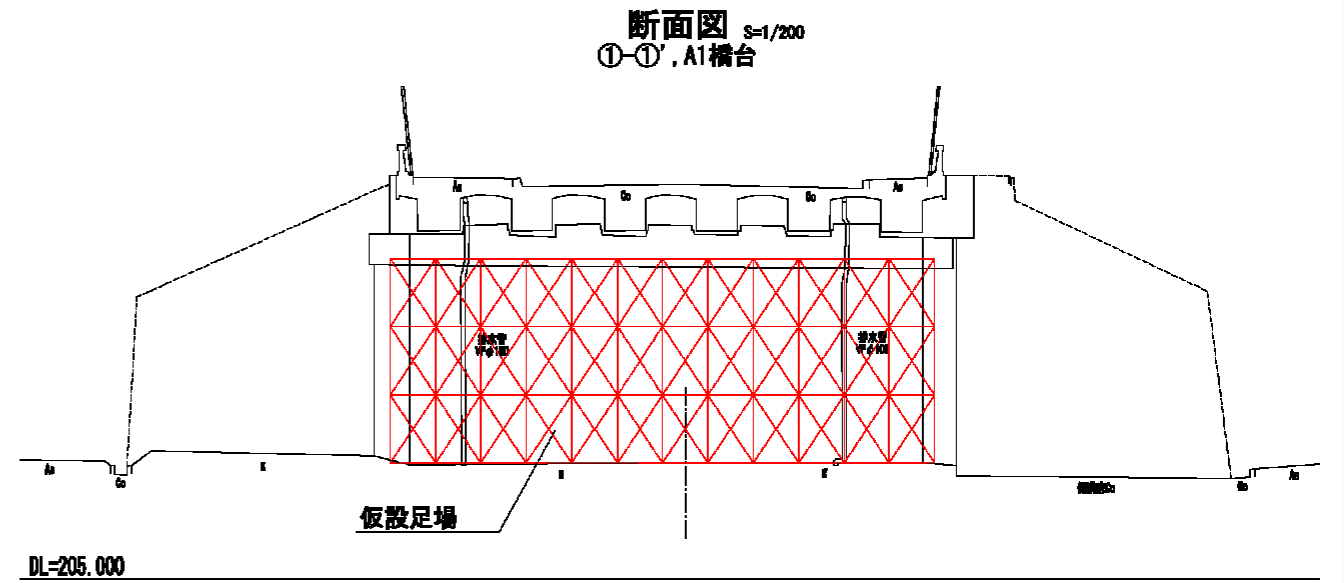 断面図 S=1/200
①-①', A1橋台
As
Co
Co
As
排水管
VPφ100
排水管
VPφ100
As
Co
Co
As
仮設足場
DL=205.000